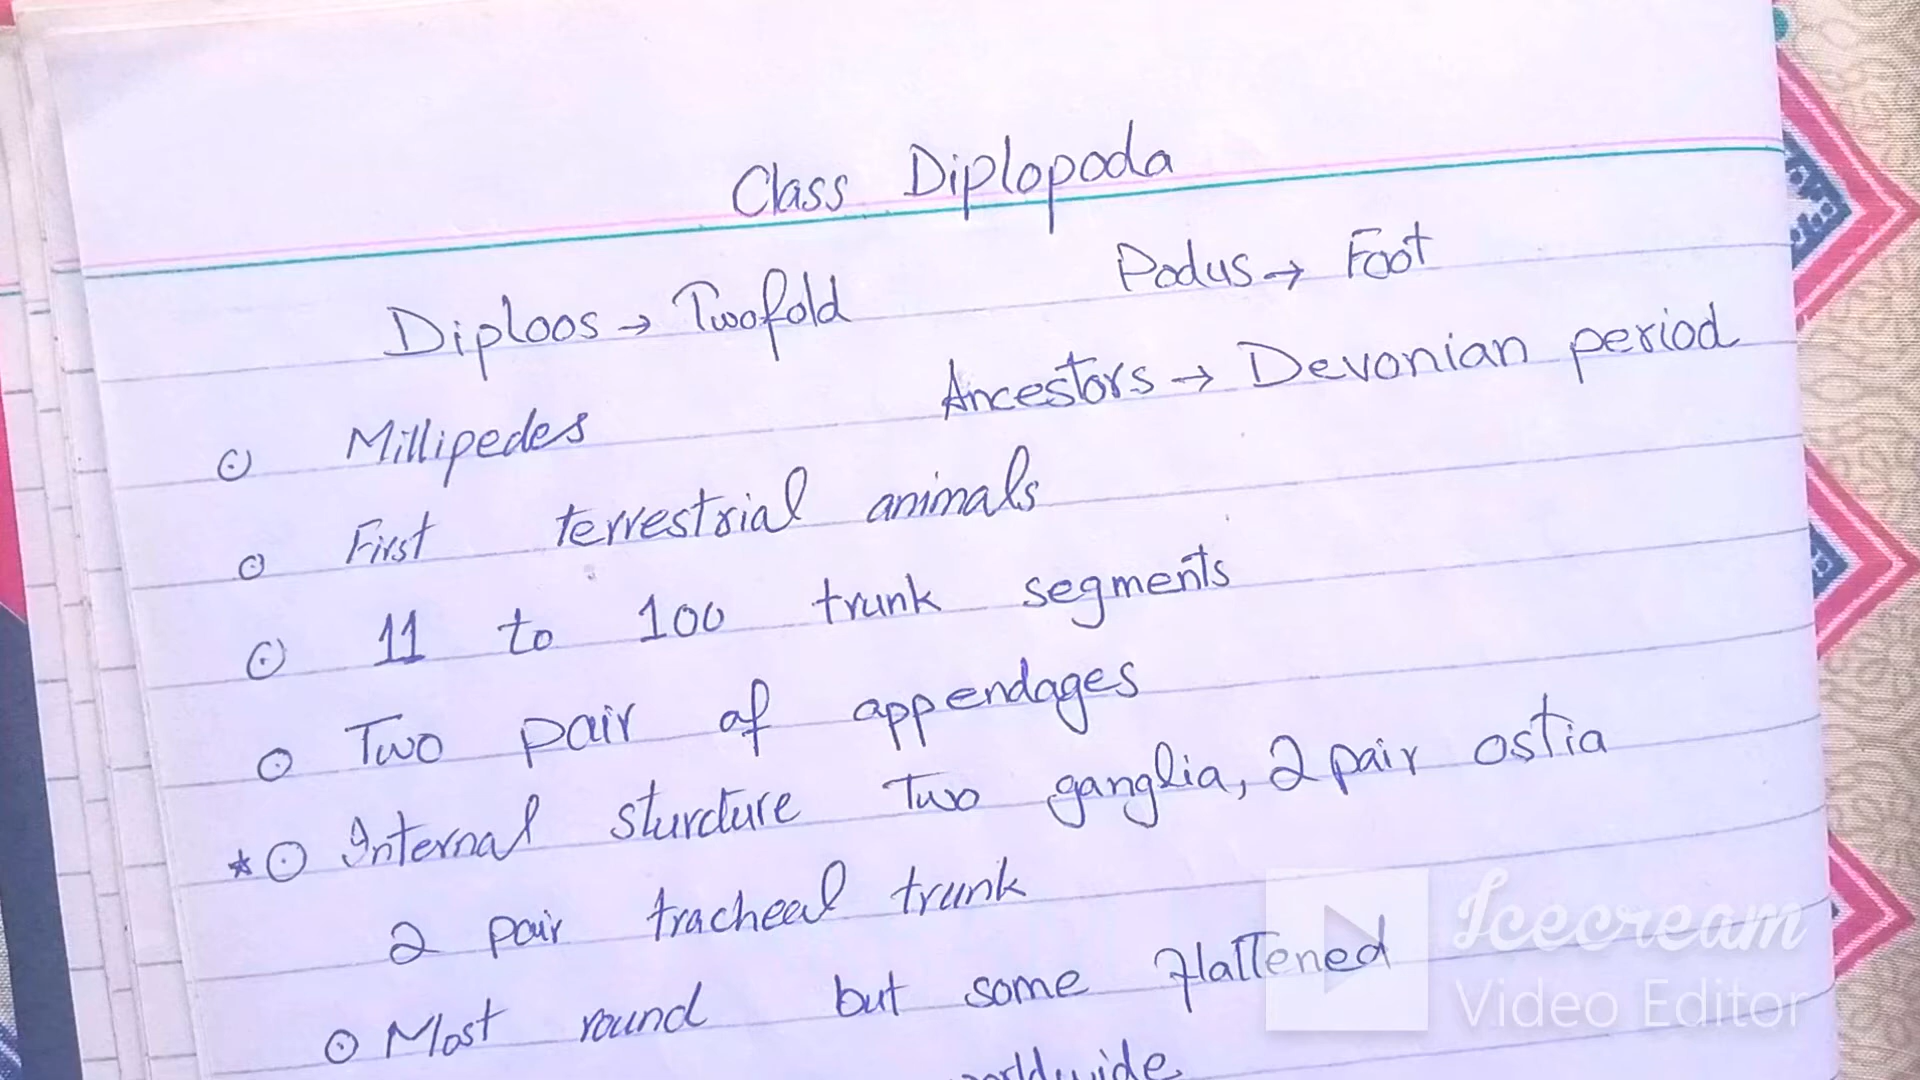 Class Diplopoda
Diploos → Twofold Podus → Foot
Millipedes Ancestors → Devonian period
First terrestrial animals
11 to 100 trunk segments
Two pair of appendages
* Internal sturcture Two ganglia, 2 pair ostia
2 pair tracheal trunk
Most round but some flattened
worldwide
Icecream
Video Editor